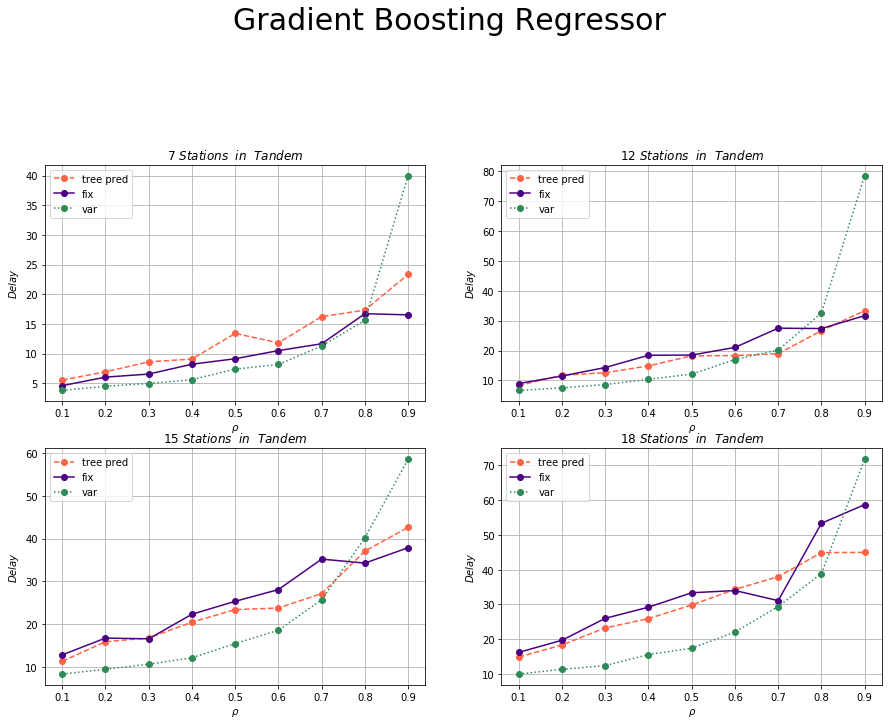 Gradient Boosting Regressor
7 Stations in Tandem
tree pred
fix
var
Delay
40
35
30
25
20
15
10
5
0.1 0.2 0.3 0.4 0.5 0.6 0.7 0.8 0.9
ρ
12 Stations in Tandem
tree pred
fix
var
Delay
80
70
60
50
40
30
20
10
0.1 0.2 0.3 0.4 0.5 0.6 0.7 0.8 0.9
ρ
15 Stations in Tandem
tree pred
fix
var
Delay
60
50
40
30
20
10
0.1 0.2 0.3 0.4 0.5 0.6 0.7 0.8 0.9
ρ
18 Stations in Tandem
tree pred
fix
var
Delay
70
60
50
40
30
20
10
0.1 0.2 0.3 0.4 0.5 0.6 0.7 0.8 0.9
ρ